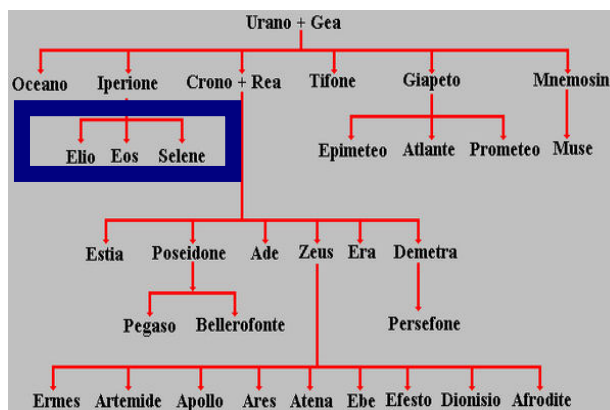 Urano + Gea
Oceano Iperione Crono + Rea Tifone Giapeto Mnemosin
Elio Eos Selene Epimeteo Atlante Prometeo Muse
Estia Poseidone Ade Zeus Era Demetra
Pegaso Bellerofonte Persefone
Ermes Artemide Apollo Ares Atena Ebe Efesto Dionisio Afrodite